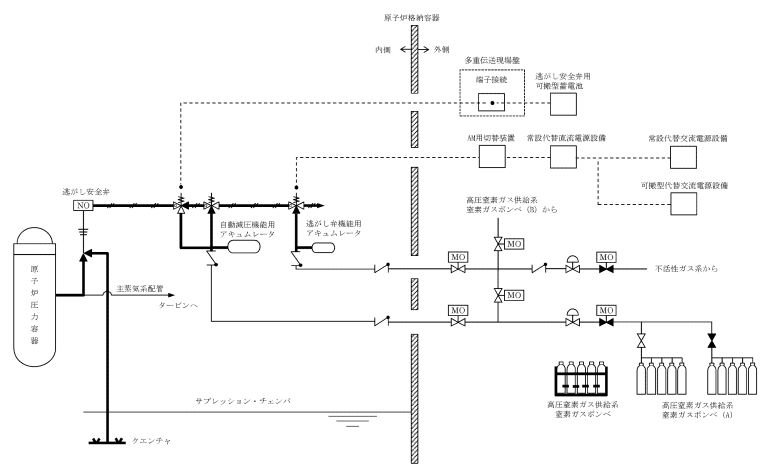 原子炉格納容器
内側
外側
多重伝送現場盤
端子接続
逃がし安全弁用
可搬型蓄電池
AM用切替装置
常設代替直流電源設備
常設代替交流電源設備
可搬型代替交流電源設備
逃がし安全弁
NO
自動減圧機能用
アキュムレータ
逃がし弁機能用
アキュムレータ
高圧窒素ガス供給系
窒素ガスボンベ（B）から
MO
MO
MO
不活性ガス系から
MO
MO
MO
原子炉圧力容器
主蒸気系配管
タービンへ
サプレッション・チェンバ
クエンチャ
高圧窒素ガス供給系
窒素ガスボンベ
高圧窒素ガス供給系
窒素ガスボンベ（A）